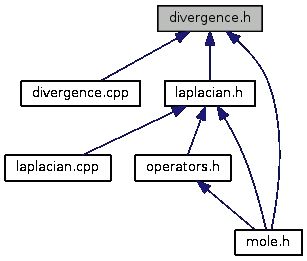 divergence.h
divergence.cpp
laplacian.h
laplacian.cpp
operators.h
mole.h